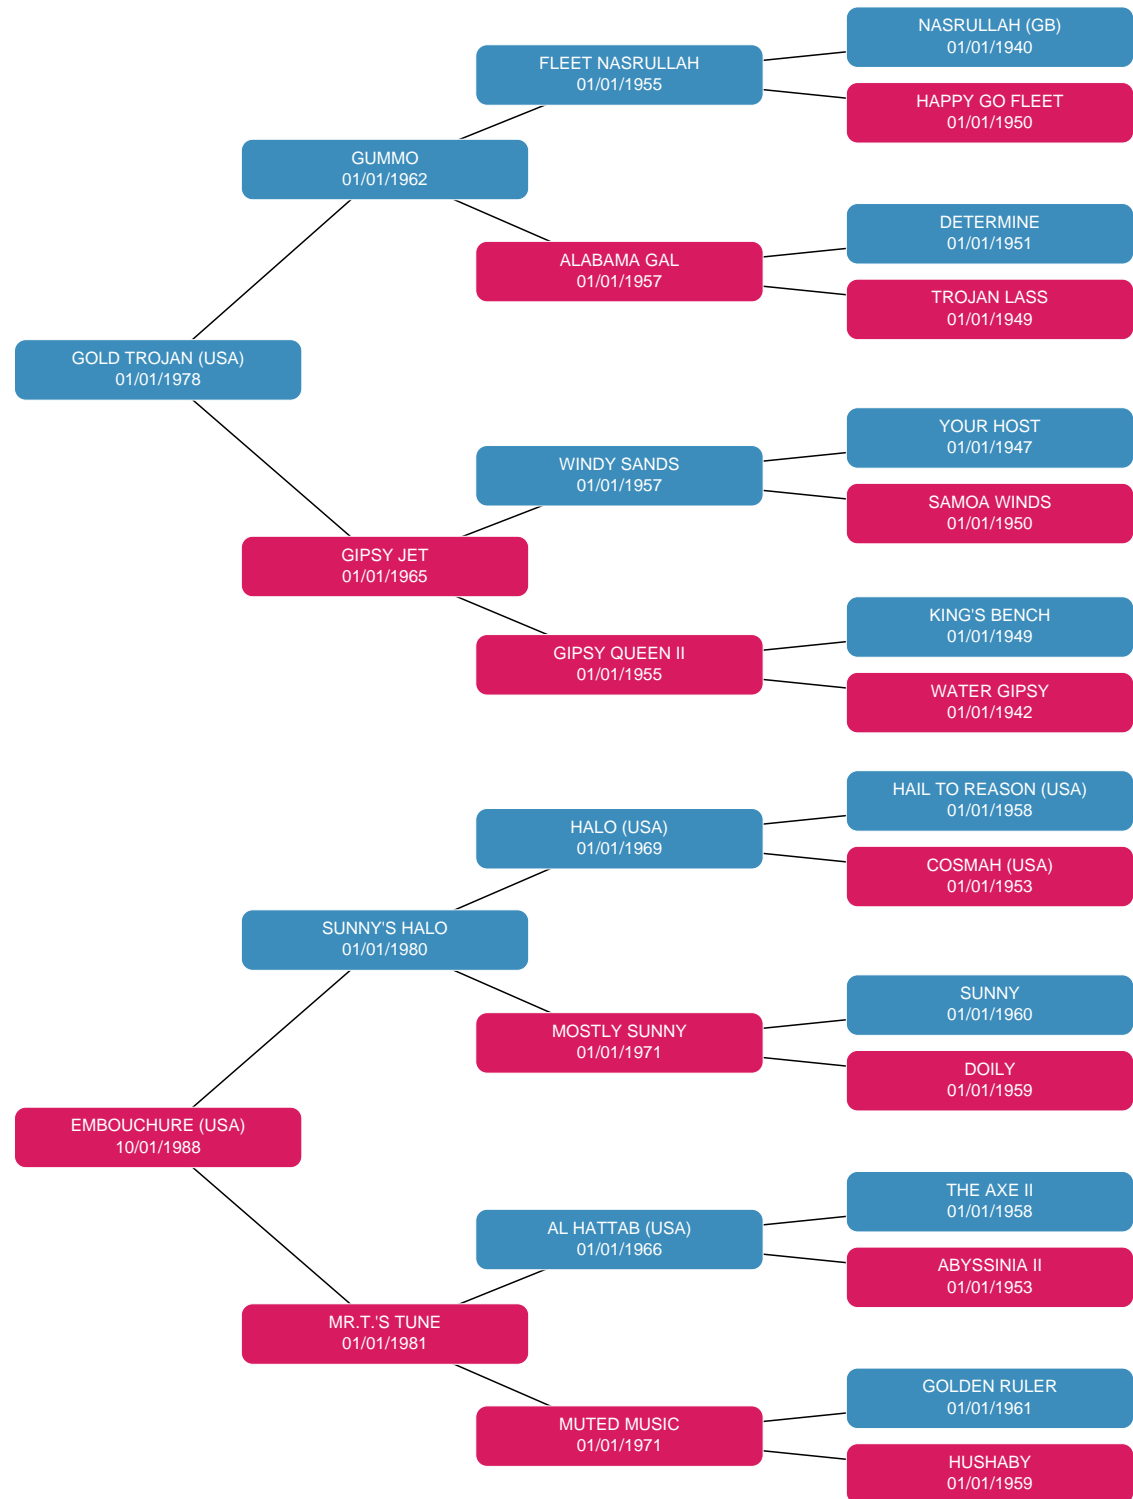 NASRULLAH (GB)
01/01/1940
FLEET NASRULLAH
01/01/1955
HAPPY GO FLEET
01/01/1950
GUMMO
01/01/1962
DETERMINE
01/01/1951
ALABAMA GAL
01/01/1957
TROJAN LASS
01/01/1949
GOLD TROJAN (USA)
01/01/1978
YOUR HOST
01/01/1947
WINDY SANDS
01/01/1957
SAMOA WINDS
01/01/1950
GIPSY JET
01/01/1965
KING'S BENCH
01/01/1949
GIPSY QUEEN II
01/01/1955
WATER GIPSY
01/01/1942
HAIL TO REASON (USA)
01/01/1958
HALO (USA)
01/01/1969
COSMAH (USA)
01/01/1953
SUNNY'S HALO
01/01/1980
SUNNY
01/01/1960
MOSTLY SUNNY
01/01/1971
DOILY
01/01/1959
EMBOUCHURE (USA)
10/01/1988
THE AXE II
01/01/1958
AL HATTAB (USA)
01/01/1966
ABYSSINIA II
01/01/1953
MR.T.'S TUNE
01/01/1981
GOLDEN RULER
01/01/1961
MUTED MUSIC
01/01/1971
HUSHABY
01/01/1959